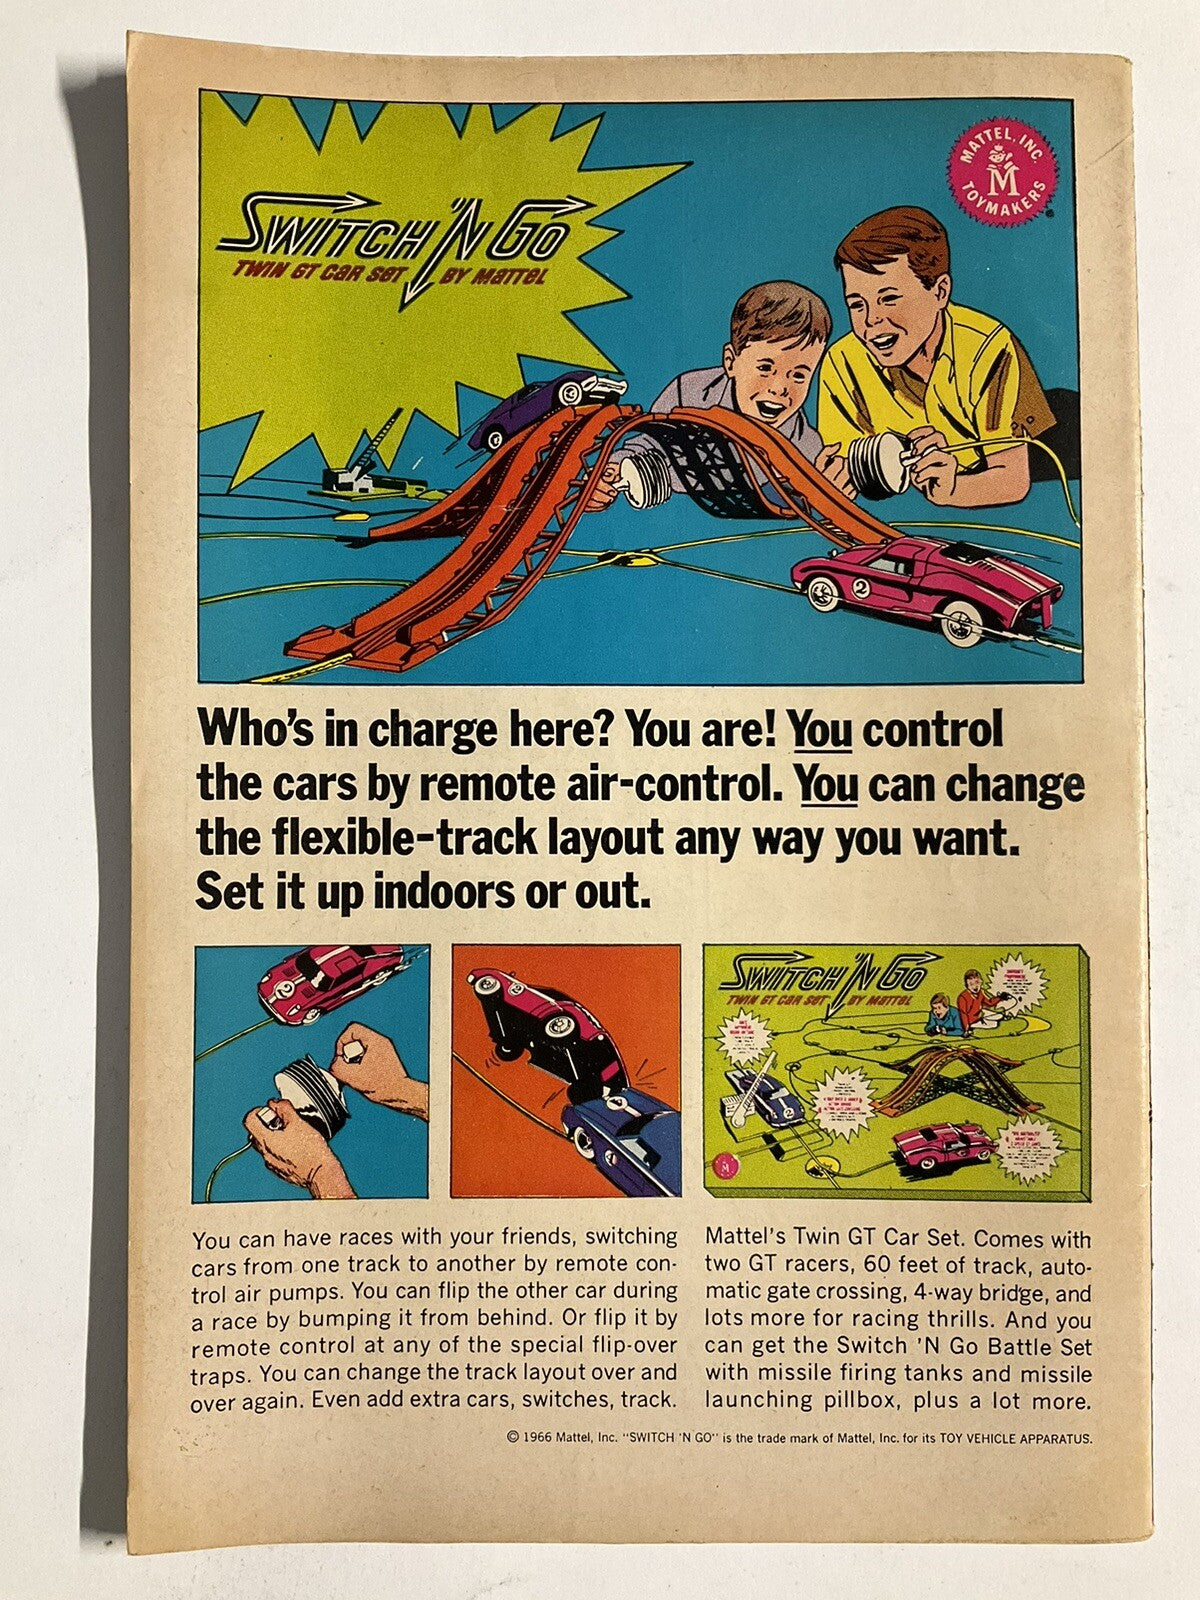 MATTEL, INC.
M
TOYMAKERS
SWITCH 'N GO
TWIN GT CAR SET BY MATTEL
2
Who's in charge here? You are! You control
the cars by remote air-control. You can change
the flexible-track layout any way you want.
Set it up indoors or out.
2
SWITCH 'N GO
TWIN GT CAR SET BY MATTEL
2
M
You can have races with your friends, switching
cars from one track to another by remote con-
trol air pumps. You can flip the other car during
a race by bumping it from behind. Or flip it by
remote control at any of the special flip-over
traps. You can change the track layout over and
over again. Even add extra cars, switches, track.
Mattel's Twin GT Car Set. Comes with
two GT racers, 60 feet of track, auto-
matic gate crossing, 4-way bridge, and
lots more for racing thrills. And you
can get the Switch 'N Go Battle Set
with missile firing tanks and missile
launching pillbox, plus a lot more.
© 1966 Mattel, Inc. "SWITCH 'N GO" is the trade mark of Mattel, Inc. for its TOY VEHICLE APPARATUS.